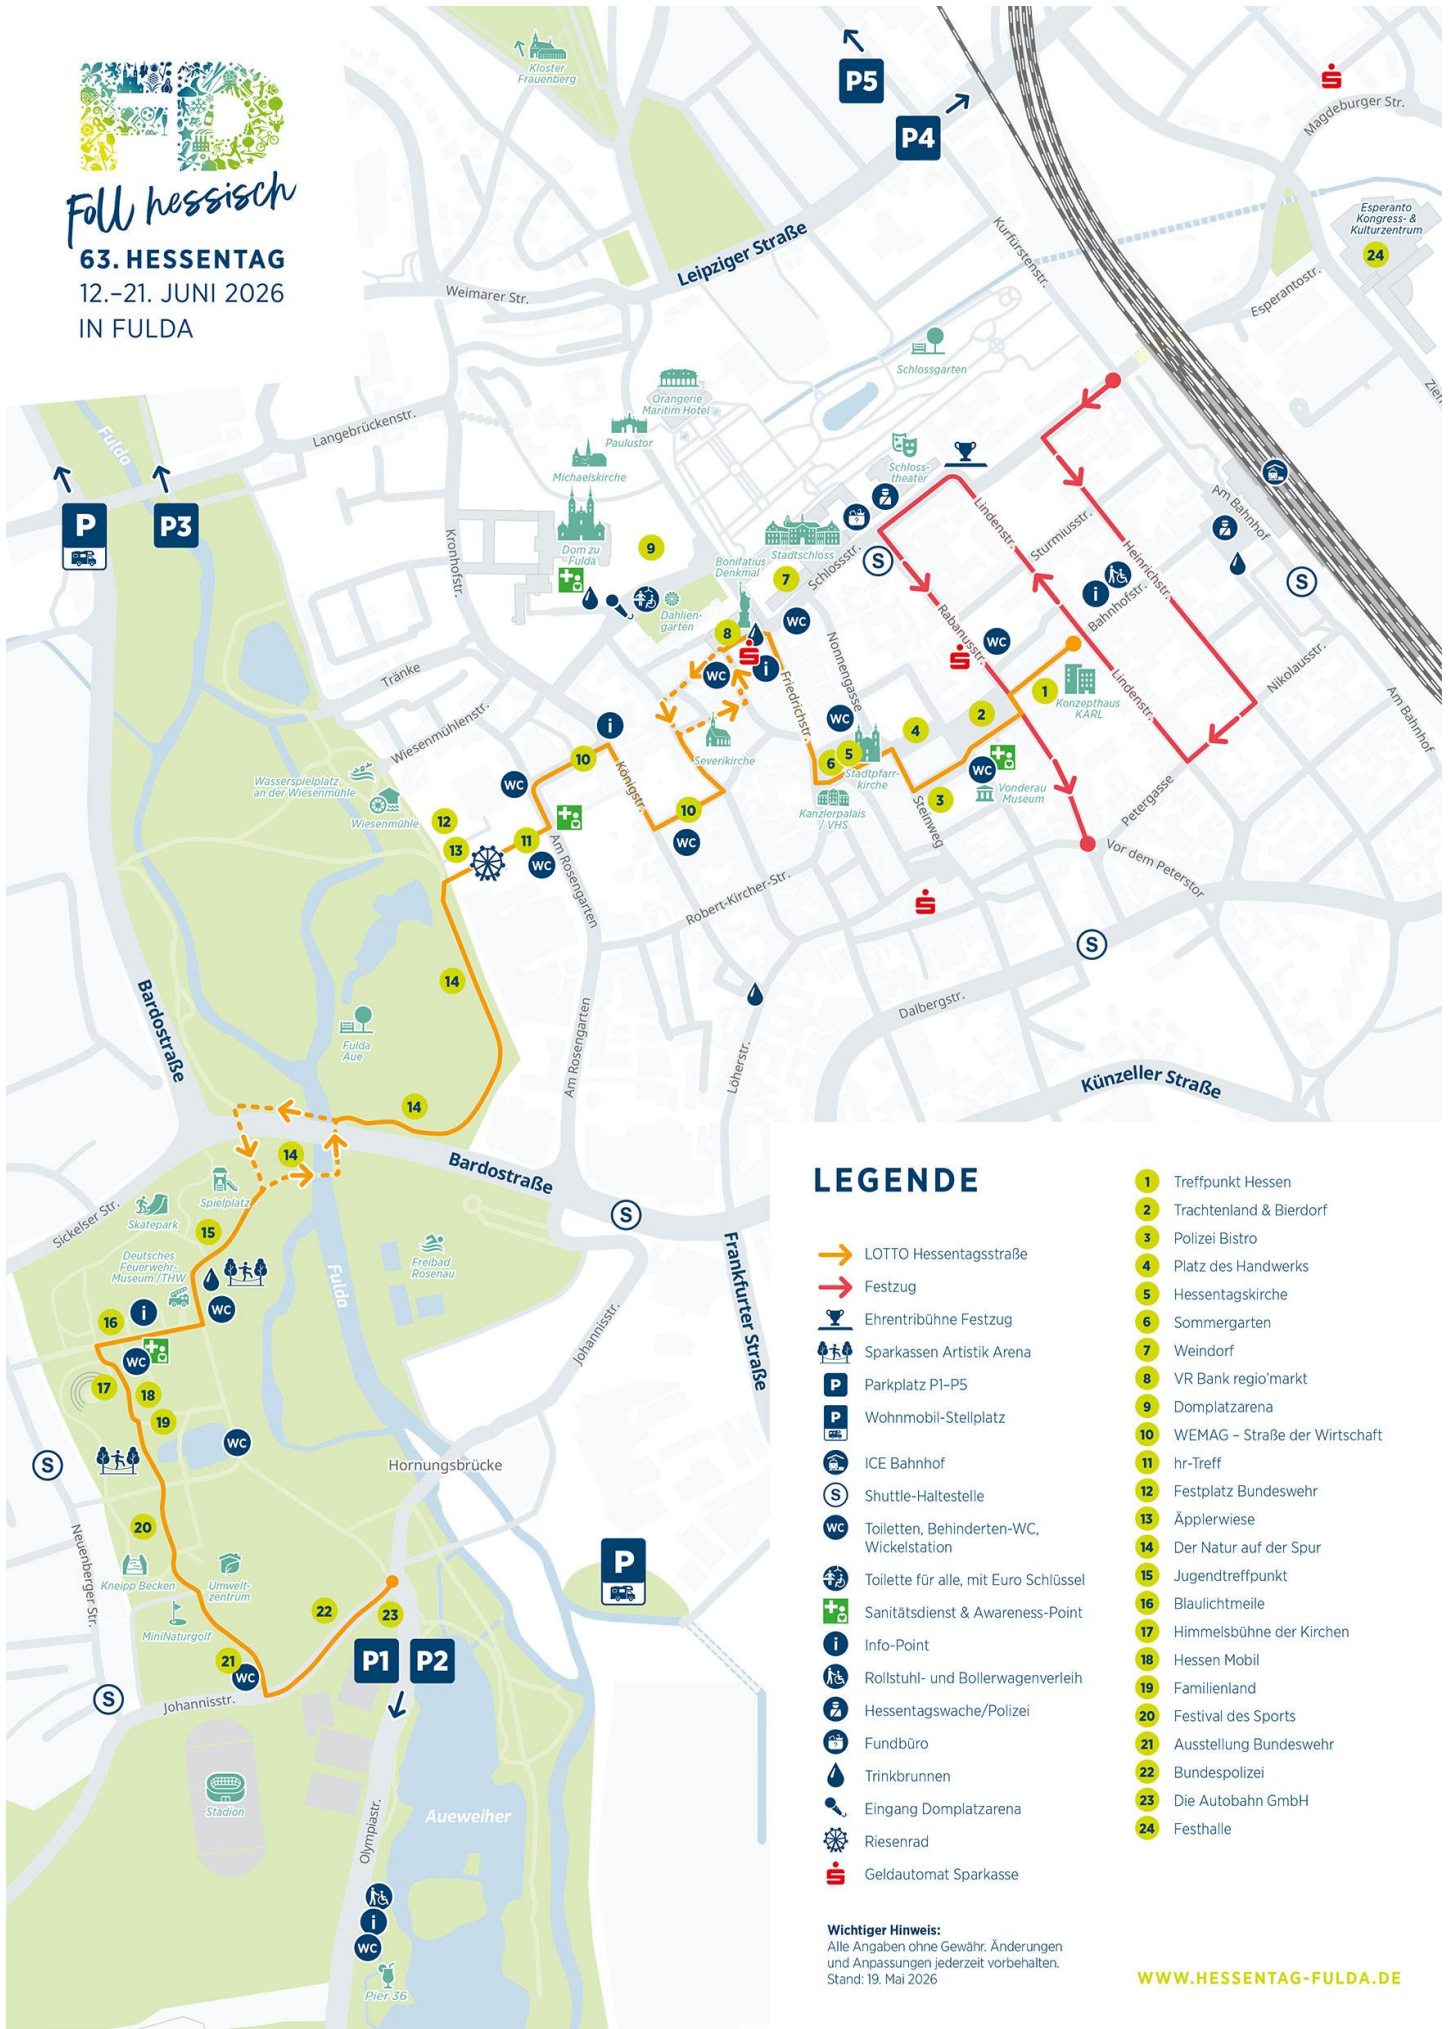 Foll hessisch
63. HESSENTAG
12.–21. JUNI 2026
IN FULDA
Kloster
Frauenberg
P5
P4
Magdeburger Str.
Esperanto
Kongress- &
Kulturzentrum
24
Kurfürstenstr.
Leipziger Straße
Esperantostr.
Weimarer Str.
Schlossgarten
Orangerie
Maritim Hotel
Langebrückenstr.
Paulustor
Michaelskirche
Schloss-
theater
Fulda
P
P3
Kronhofstr.
Dom zu
Fulda
9
Bonifatius
Denkmal
Stadtschloss
7
Schlossstr.
S
Lindenstr.
Sturmiusstr.
Heinrichstr.
Am Bahnhof
S
i
Bahnhofstr.
Dahlien-
garten
8
WC
Nonnengasse
Rabanusstr.
WC
Tränke
WC
i
Friedrichstr.
1
Konzepthaus
KARL
Lindenstr.
Nikolausstr.
Am Bahnhof
Wiesenmühlenstr.
i
Severikirche
WC
4
2
10
Königstr.
6
5
Stadtpfarr-
kirche
Wasserspielplatz
an der Wiesenmühle
WC
WC
Vonderau
Museum
Wiesenmühle
12
10
Kanzlerpalais
/ VHS
3
Steinweg
Petergasse
13
11
WC
WC
Vor dem Peterstor
Am Rosengarten
Robert-Kircher-Str.
S
14
Dalbergstr.
Bardostraße
Fulda
Aue
Am Rosengarten
Löherstr.
Künzeller Straße
14
14
Bardostraße
Spielplatz
Skatepark
Sickelser Str.
15
S
Deutsches
Feuerwehr-
Museum /THW
Freibad
Rosenau
Fulda
Frankfurter Straße
16
i
WC
Johannisstr.
WC
17
18
19
WC
S
Hornungsbrücke
20
P
Neuenberger Str.
Kneipp Becken
Umwelt-
zentrum
22
23
MiniNaturgolf
21
WC
P1
P2
S
Johannisstr.
Stadion
Aueweiher
Olympiastr.
i
WC
Pier 36
LEGENDE
LOTTO Hessentagsstraße
Festzug
Ehrentribühne Festzug
Sparkassen Artistik Arena
P Parkplatz P1–P5
P Wohnmobil-Stellplatz
ICE Bahnhof
S Shuttle-Haltestelle
WC Toiletten, Behinderten-WC,
Wickelstation
Toilette für alle, mit Euro Schlüssel
Sanitätsdienst & Awareness-Point
i Info-Point
Rollstuhl- und Bollerwagenverleih
Hessentagswache/Polizei
Fundbüro
Trinkbrunnen
Eingang Domplatzarena
Riesenrad
Geldautomat Sparkasse
1 Treffpunkt Hessen
2 Trachtenland & Bierdorf
3 Polizei Bistro
4 Platz des Handwerks
5 Hessentagskirche
6 Sommergarten
7 Weindorf
8 VR Bank regio'markt
9 Domplatzarena
10 WEMAG – Straße der Wirtschaft
11 hr-Treff
12 Festplatz Bundeswehr
13 Äpplerwiese
14 Der Natur auf der Spur
15 Jugendtreffpunkt
16 Blaulichtmeile
17 Himmelsbühne der Kirchen
18 Hessen Mobil
19 Familienland
20 Festival des Sports
21 Ausstellung Bundeswehr
22 Bundespolizei
23 Die Autobahn GmbH
24 Festhalle
Wichtiger Hinweis:
Alle Angaben ohne Gewähr. Änderungen
und Anpassungen jederzeit vorbehalten.
Stand: 19. Mai 2026
WWW.HESSENTAG-FULDA.DE